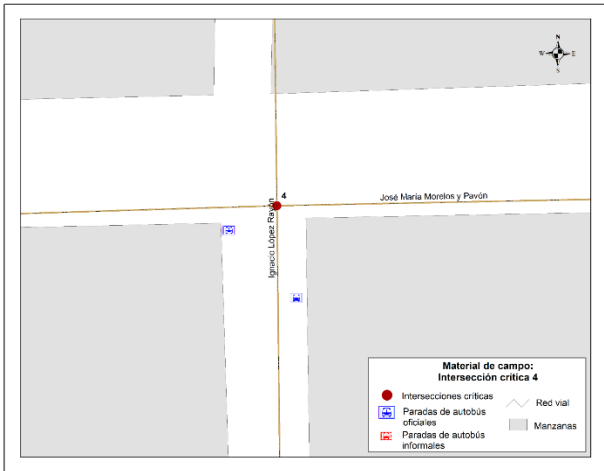 N
W E
S
4
José María Morelos y Pavón
Ignacio López Rayón
Material de campo:
Intersección crítica 4
Intersecciones críticas
Paradas de autobús
oficiales
Paradas de autobús
informales
Red vial
Manzanas